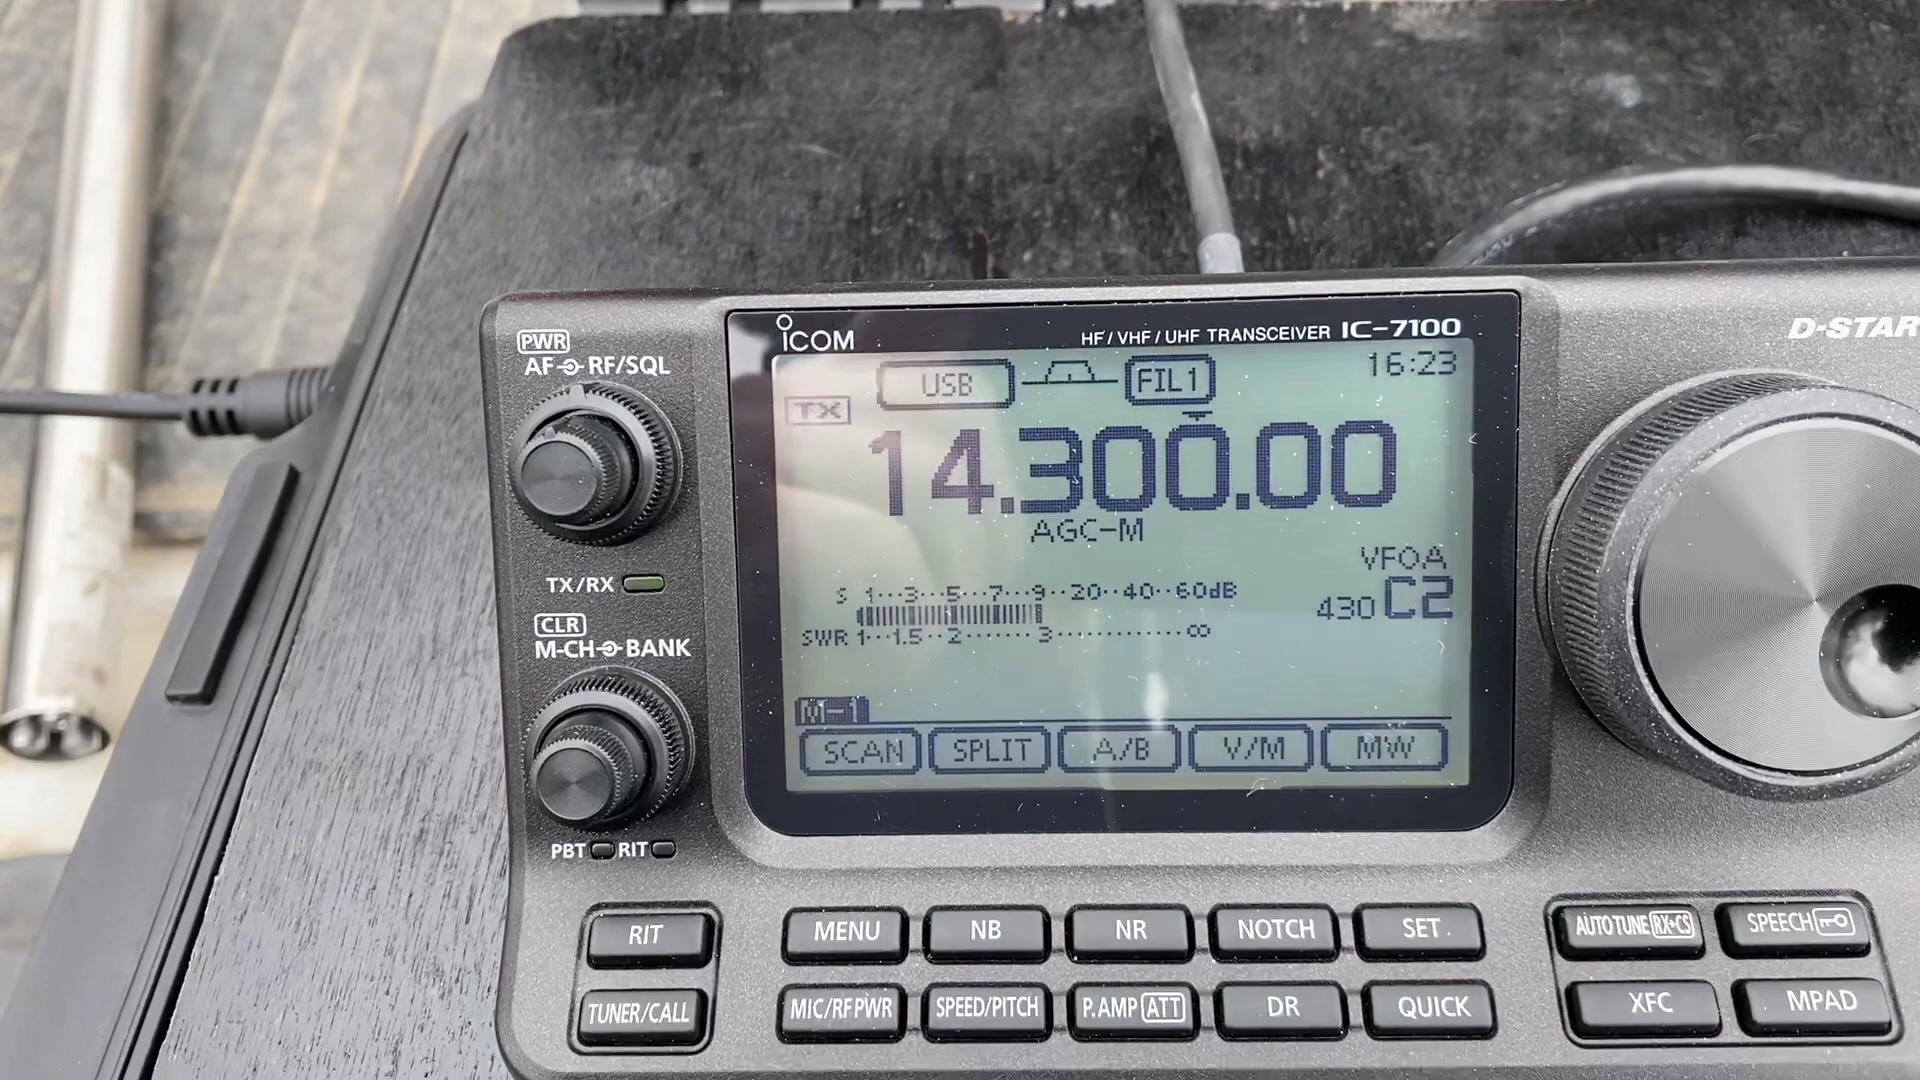 ICOM
HF/VHF/UHF TRANSCEIVER IC-7100
D-STAR
PWR
AF RF/SQL
USB FIL1 16:23
TX
14.300.00
AGC-M
VFOA
430 C2
S 1···3···5···7···9··20··40··60dB
SWR 1··1.5··2·······3············∞
TX/RX
CLR
M-CH BANK
M-1
SCAN SPLIT A/B V/M MW
PBT RIT
RIT MENU NB NR NOTCH SET AUTO TUNE RX→CS SPEECH
TUNER/CALL MIC/RF PWR SPEED/PITCH P.AMP ATT DR QUICK XFC MPAD